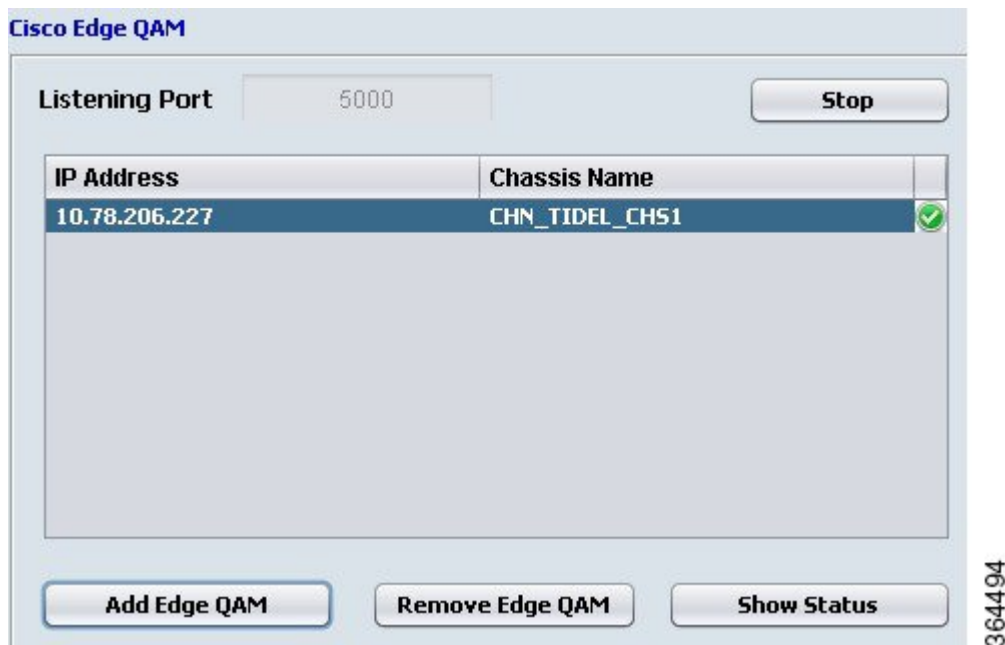 Cisco Edge QAM
Listening Port 5000 Stop
IP Address Chassis Name
10.78.206.227 CHN_TIDEL_CHS1
Add Edge QAM Remove Edge QAM Show Status
364494